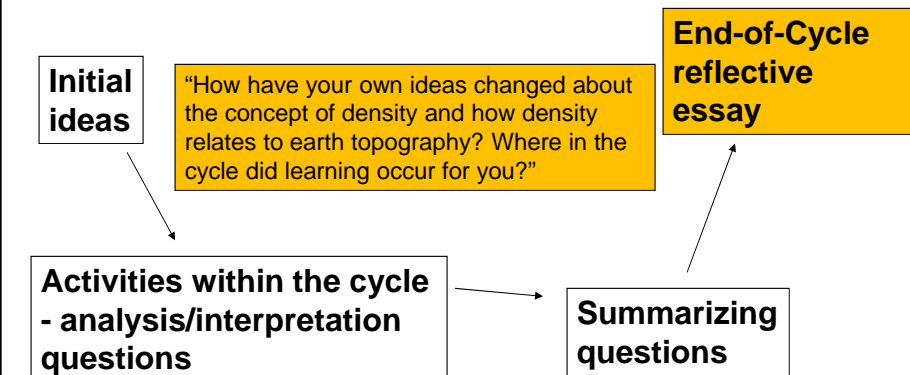 Initial
ideas
“How have your own ideas changed about
the concept of density and how density
relates to earth topography? Where in the
cycle did learning occur for you?”
End-of-Cycle
reflective
essay
Activities within the cycle
- analysis/interpretation
questions
Summarizing
questions